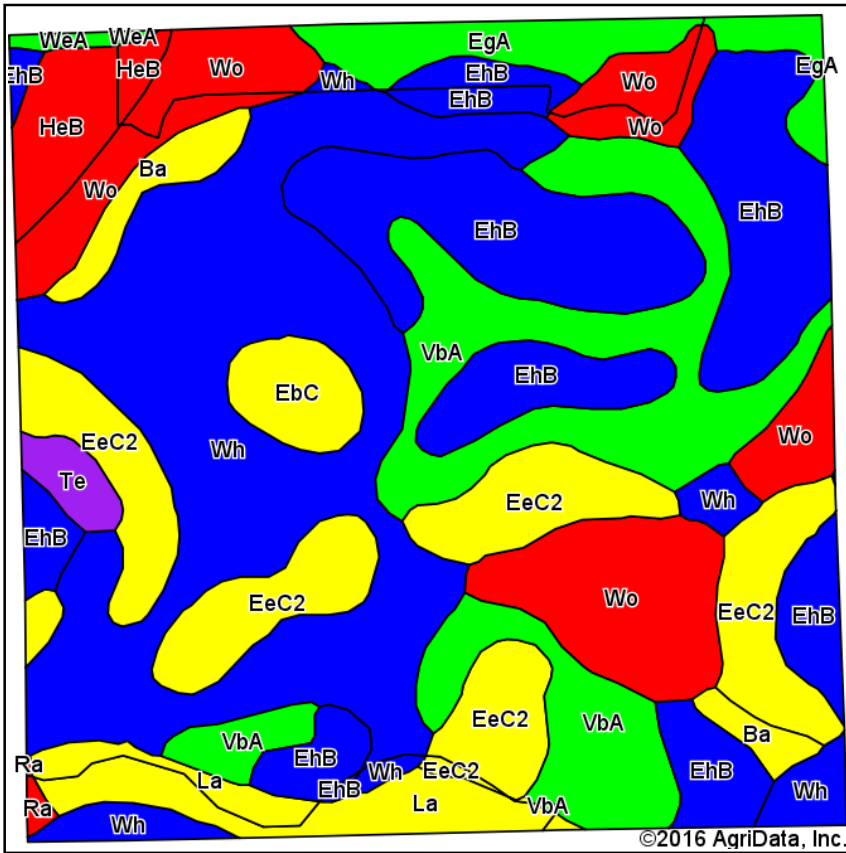 WeA
WeA
EgA
EhB
HeB
Wo
Wh
EhB
EhB
Wo
EgA
HeB
Wo
Ba
Wo
EhB
EhB
VbA
EhB
EbC
EeC2
Wh
Wo
Te
EeC2
Wh
EhB
EeC2
Wo
EeC2
EhB
EeC2
VbA
VbA
Ba
EhB
Ra
La
EhB
Wh
EeC2
EhB
Wh
Ra
La
VbA
Wh
©2016 AgriData, Inc.